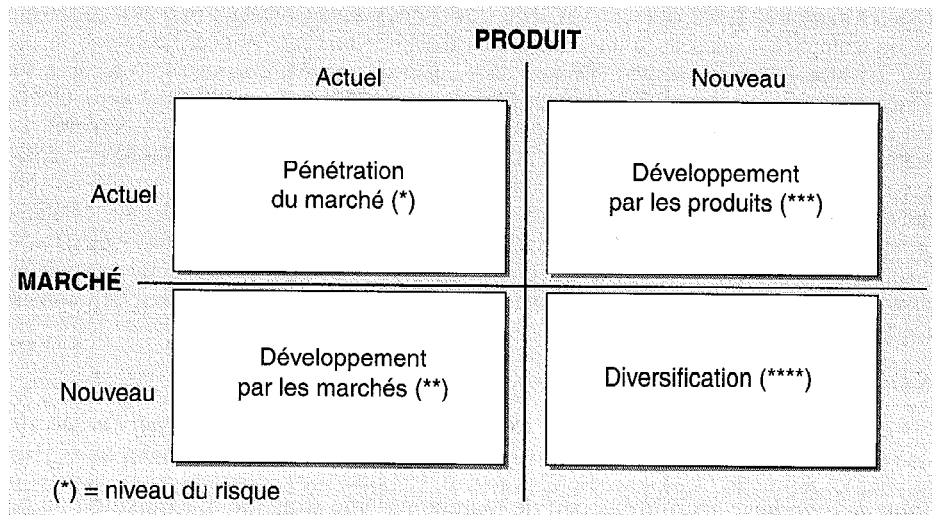 PRODUIT
Actuel
Nouveau
Actuel
Pénétration
du marché (*)
Développement
par les produits (***)
MARCHÉ
Nouveau
Développement
par les marchés (**)
Diversification (****)
(*) = niveau du risque